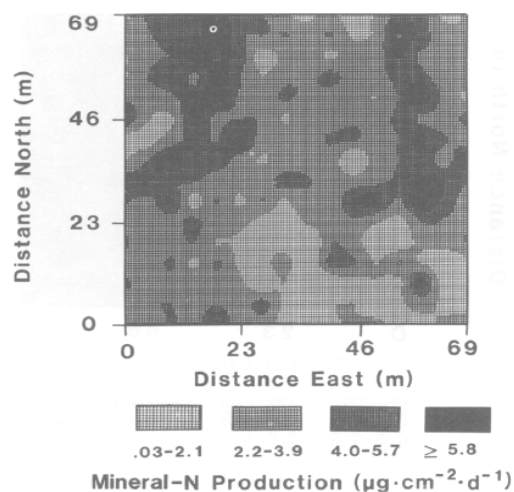 69
46
23
0
Distance North (m)
0 23 46 69
Distance East (m)
.03–2.1 2.2–3.9 4.0–5.7 ≥ 5.8
Mineral–N Production (µg·cm⁻²·d⁻¹)